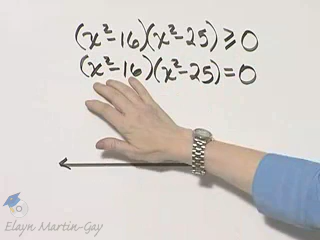 (x²-16)(x²-25) ≥ 0
(x²-16)(x²-25) = 0
Elayn Martin-Gay